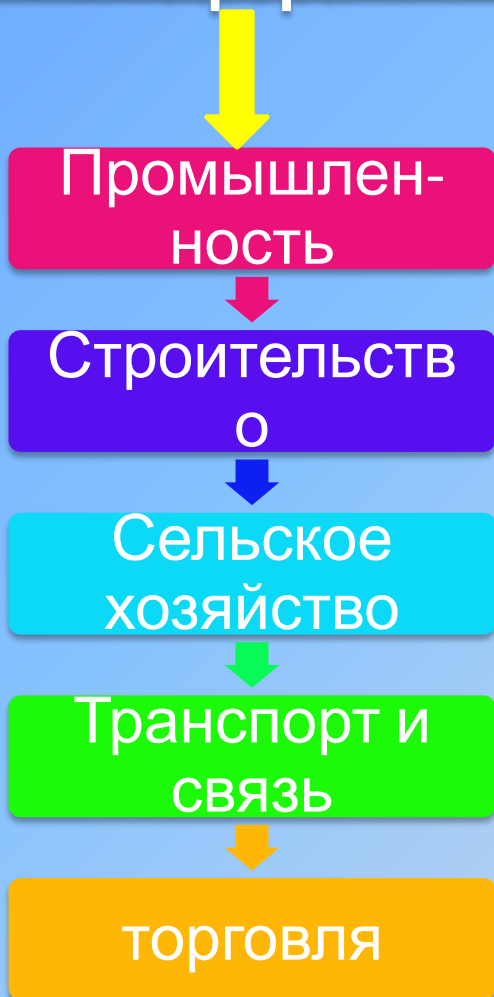 Промышлен-
ность
Строительств
о
Сельское
хозяйство
Транспорт и
связь
торговля